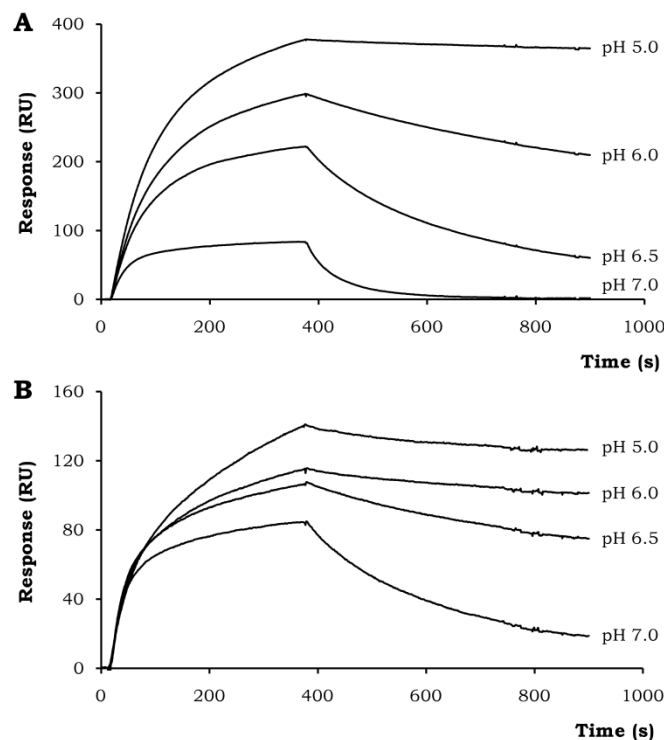 A
400
300
200
100
0
Response (RU)
pH 5.0
pH 6.0
pH 6.5
pH 7.0
0 200 400 600 800 1000
Time (s)
B
160
120
80
40
0
Response (RU)
pH 5.0
pH 6.0
pH 6.5
pH 7.0
0 200 400 600 800 1000
Time (s)